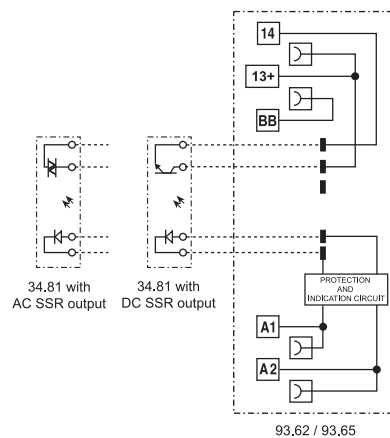 14
13+
BB
34.81 with
AC SSR output
34.81 with
DC SSR output
PROTECTION
AND
INDICATION CIRCUIT
A1
A2
93.62 / 93.65